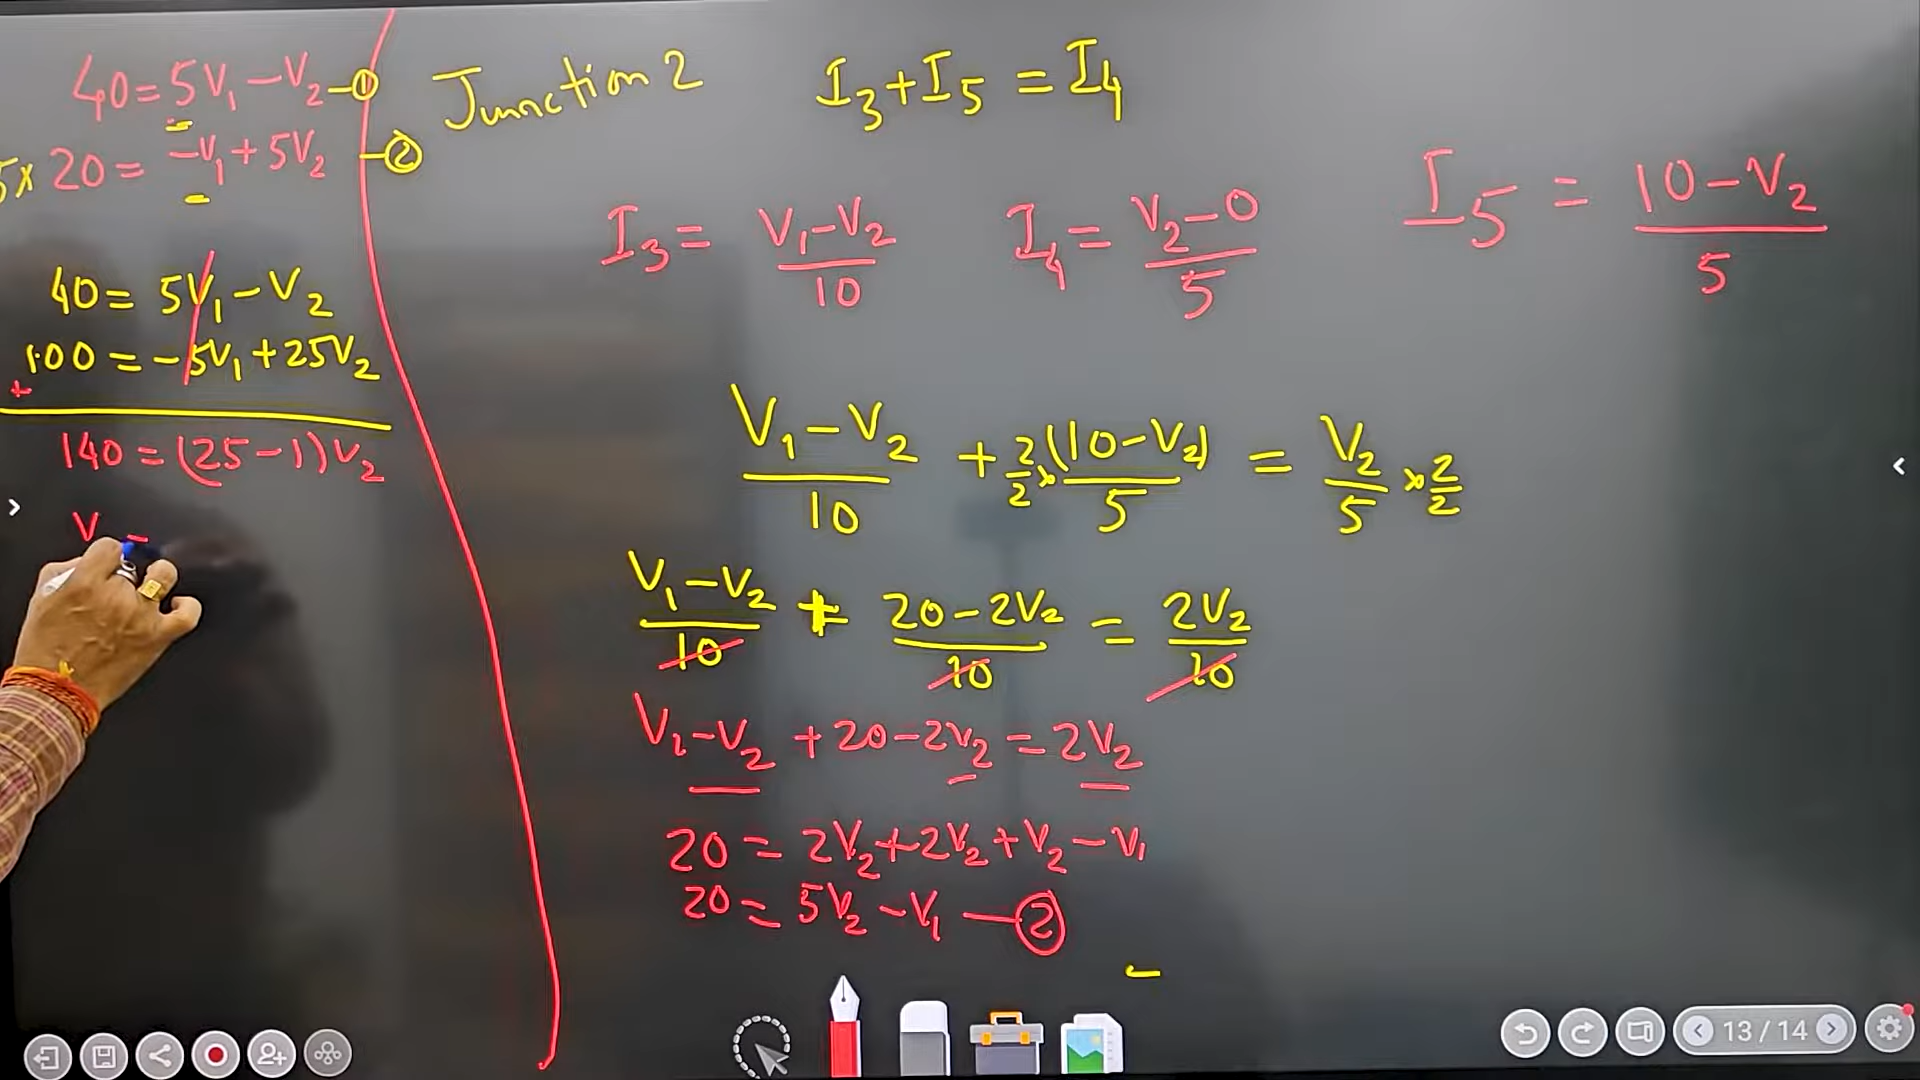 40 = 5V₁ - V₂ - ①
5× 20 = -V₁ + 5V₂ - ②
40 = 5V₁ - V₂
100 = -5V₁ + 25V₂
+
140 = (25 - 1)V₂
V =
Junction 2
I₃ + I₅ = I₄
I₃ = (V₁ - V₂)/10
I₄ = (V₂ - 0)/5
I₅ = (10 - V₂)/5
(V₁ - V₂)/10 + 2/2 × (10 - V₂)/5 = V₂/5 × 2/2
(V₁ - V₂)/10 + (20 - 2V₂)/10 = 2V₂/10
V₁ - V₂ + 20 - 2V₂ = 2V₂
20 = 2V₂ + 2V₂ + V₂ - V₁
20 = 5V₂ - V₁ - ②
13 / 14